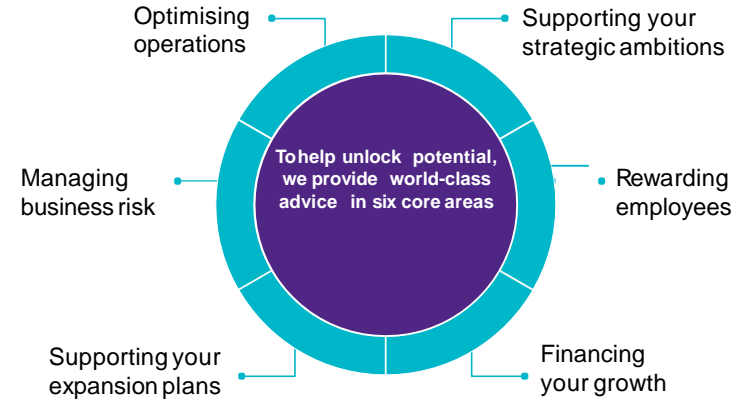 Optimising
operations
Supporting your
strategic ambitions
To help unlock potential,
we provide world-class
advice in six core areas
Managing
business risk
Rewarding
employees
Supporting your
expansion plans
Financing
your growth